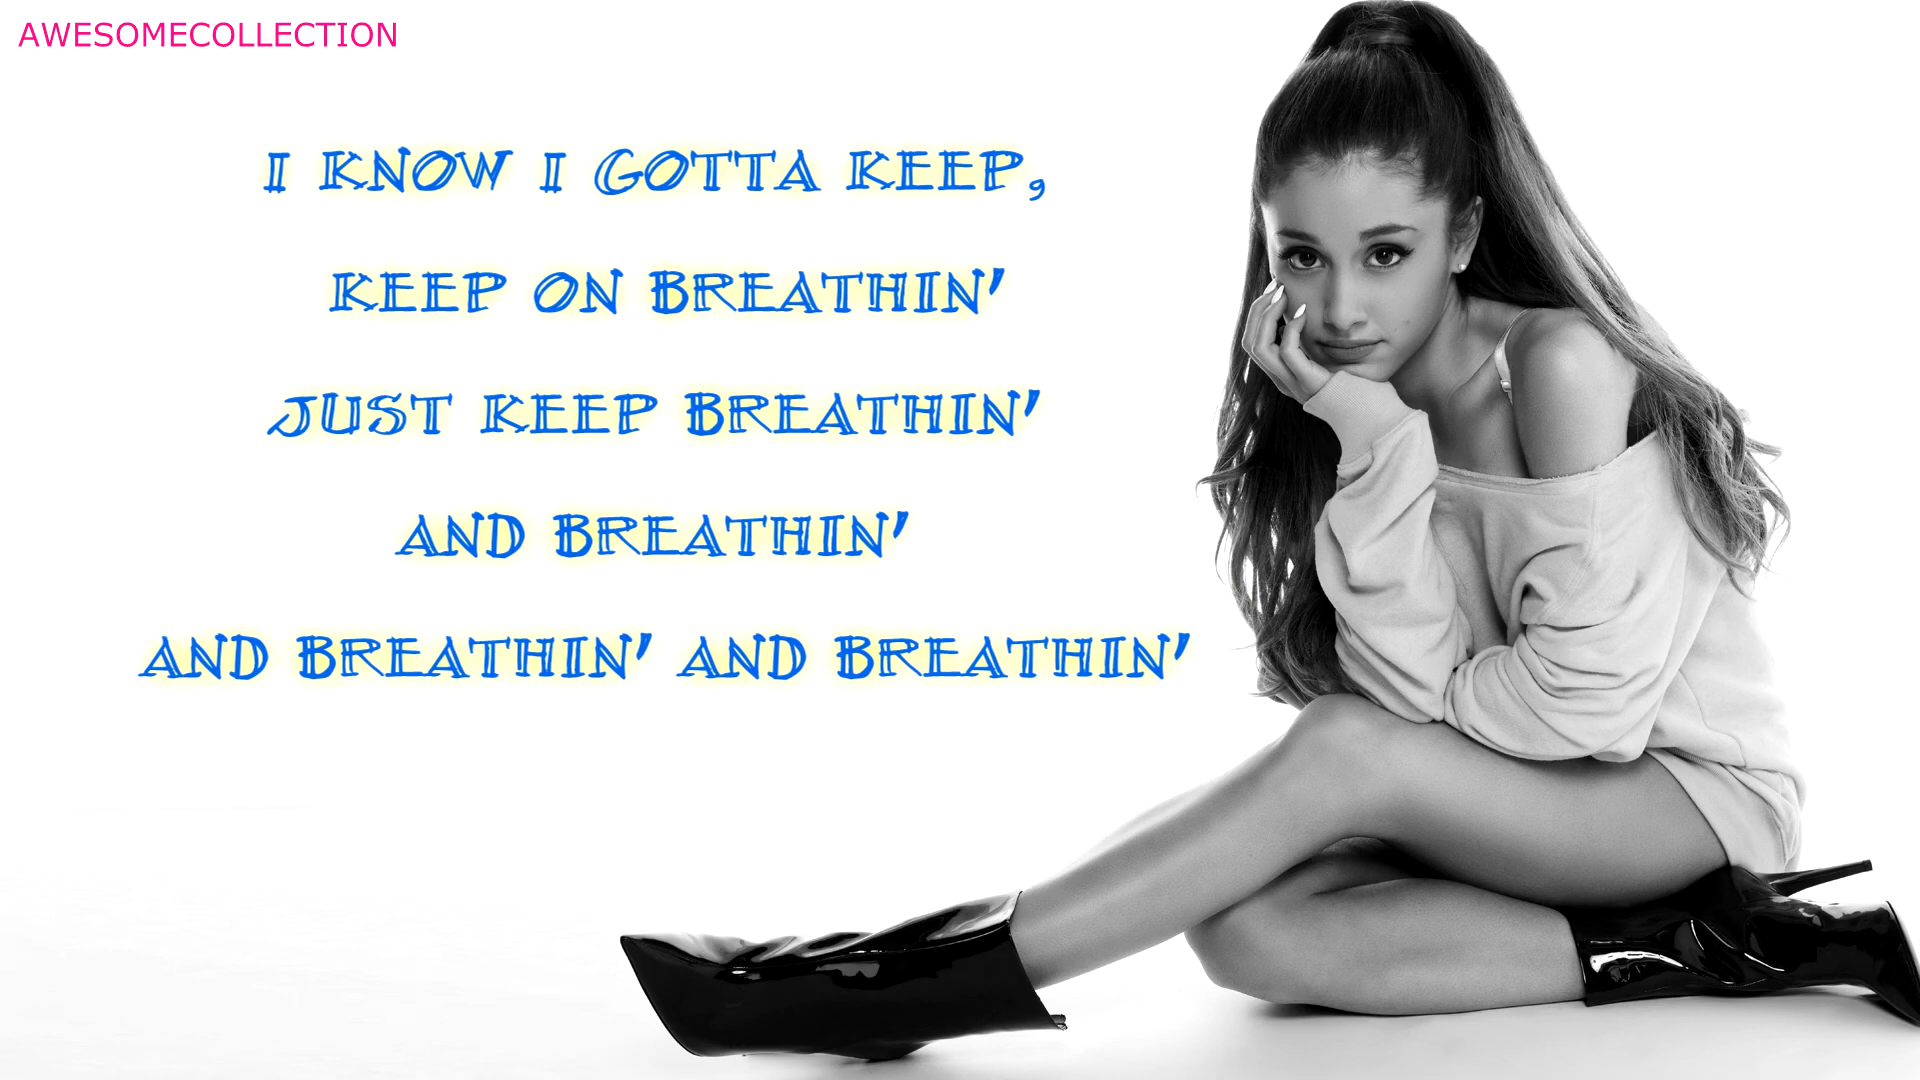 AWESOMECOLLECTION
I KNOW I GOTTA KEEP,
KEEP ON BREATHIN'
JUST KEEP BREATHIN'
AND BREATHIN'
AND BREATHIN' AND BREATHIN'